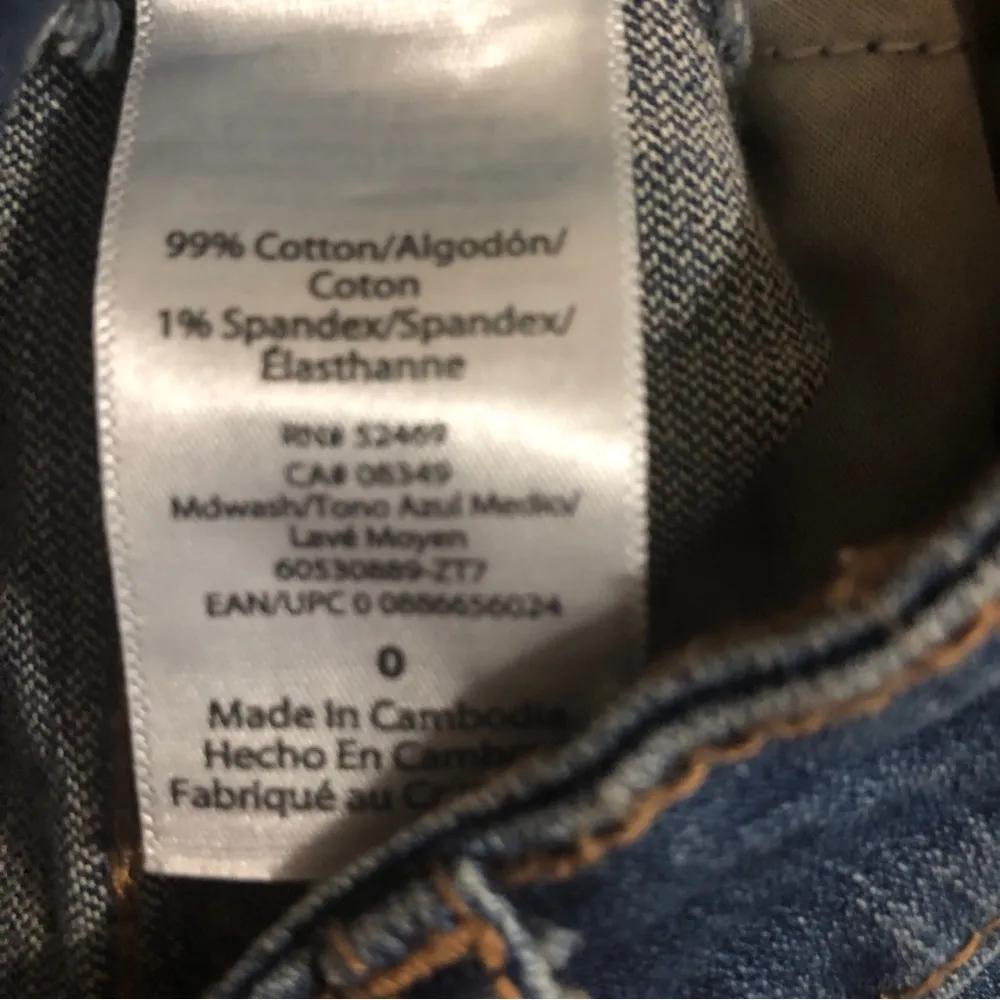 99% Cotton/Algodón/
Coton
1% Spandex/Spandex/
Élasthanne
RN# 52469
CA# 08349
Mdwash/Tono Azul Medio/
Lavé Moyen
60530889-ZT7
EAN/UPC 0 0886656024
0
Made In Cambodia
Hecho En
Fabriqué au